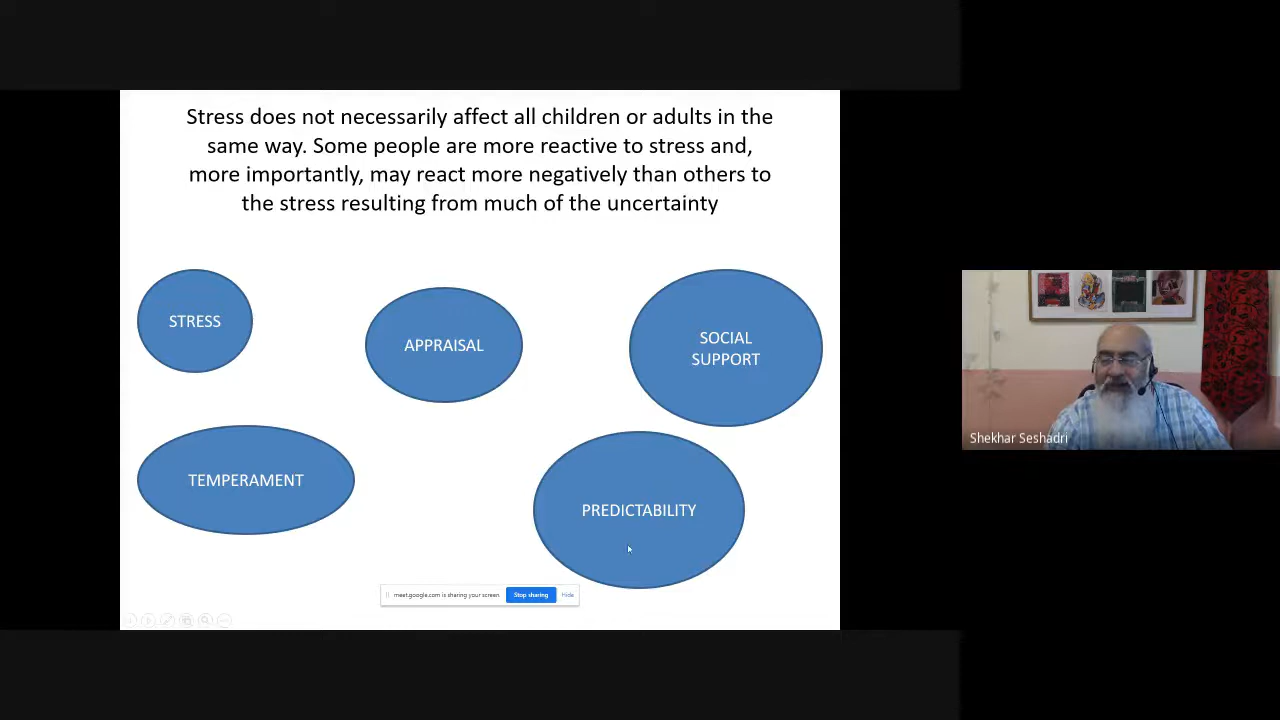 Stress does not necessarily affect all children or adults in the
same way. Some people are more reactive to stress and,
more importantly, may react more negatively than others to
the stress resulting from much of the uncertainty
STRESS
APPRAISAL
SOCIAL
SUPPORT
TEMPERAMENT
PREDICTABILITY
meet.google.com is sharing your screen. Stop sharing Hide
Shekhar Seshadri